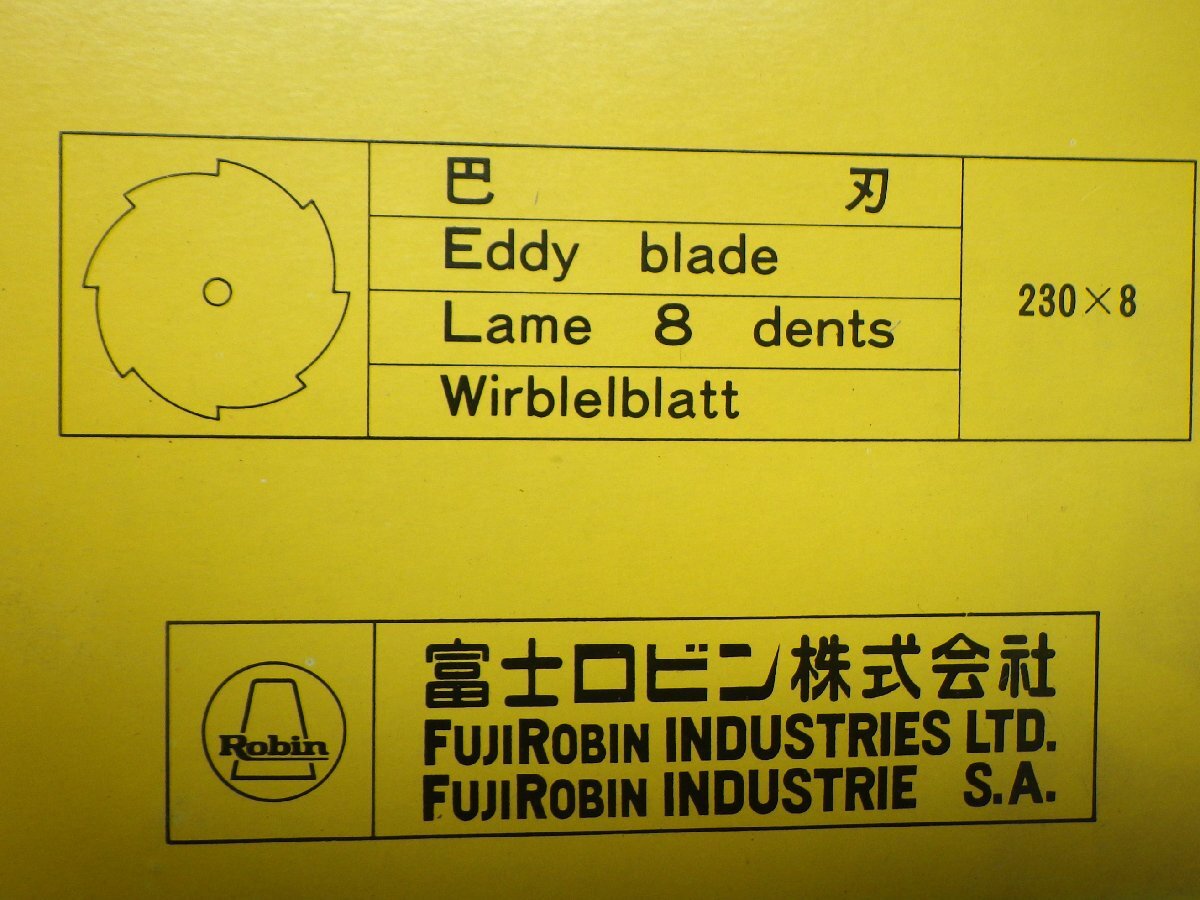 巴 刃
Eddy blade
Lame 8 dents
Wirblelblatt
230×8
Robin
富士ロビン株式会社
FUJIROBIN INDUSTRIES LTD.
FUJIROBIN INDUSTRIE S.A.